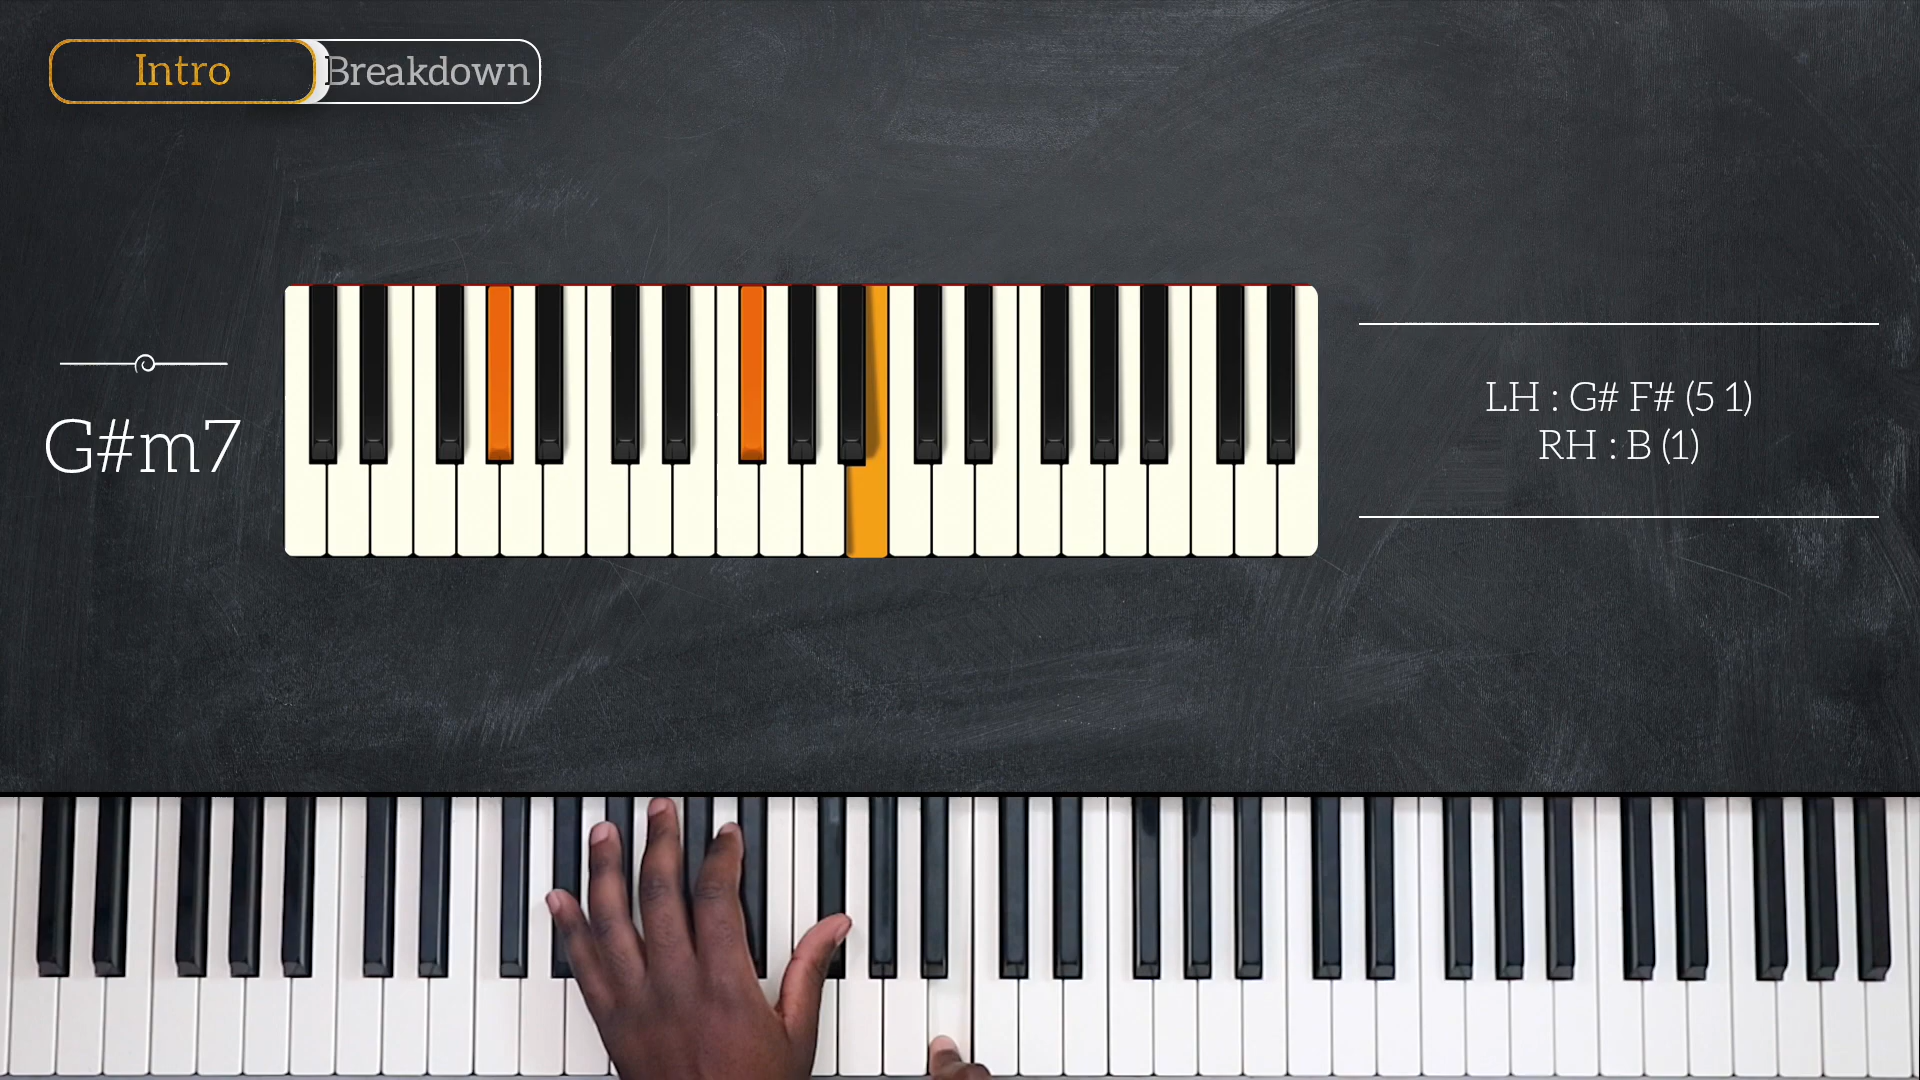 Intro
Breakdown
G#m7
LH : G# F# (5 1)
RH : B (1)